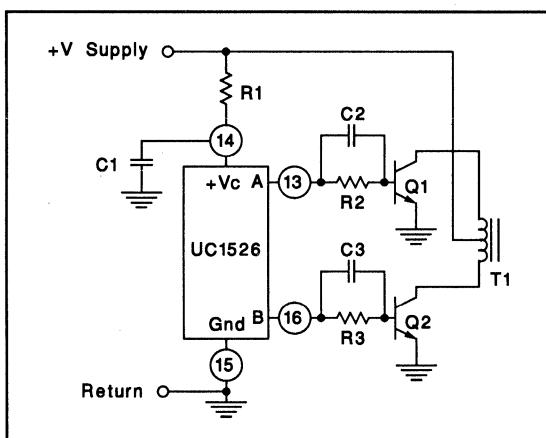 +V Supply
R1
C2
14
C1
+Vc
A
13
R2
Q1
UC1526
C3
T1
B
16
Gnd
R3
Q2
15
Return